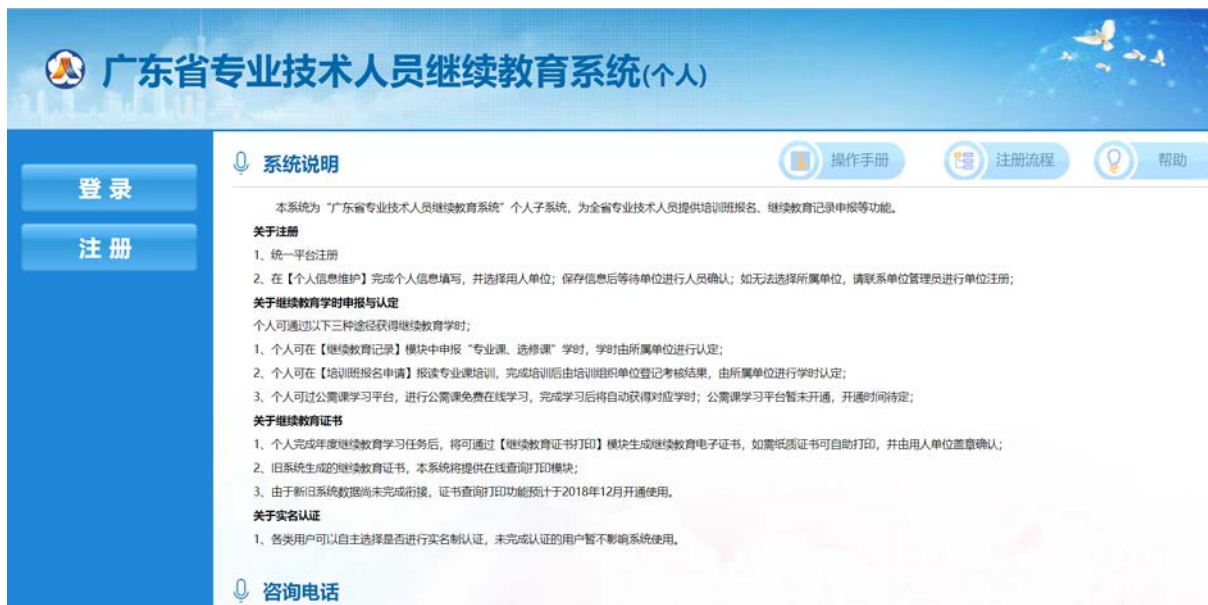 广东省专业技术人员继续教育系统(个人)
登录
注册
系统说明
操作手册
注册流程
帮助
本系统为“广东省专业技术人员继续教育系统”个人子系统，为全省专业技术人员提供培训班报名、继续教育记录申报等功能。
关于注册
1、统一平台注册
2、在【个人信息维护】完成个人信息填写，并选择用人单位；保存信息后等待单位进行人员确认；如无法选择所属单位，请联系单位管理员进行单位注册；
关于继续教育学时申报与认定
个人可通过以下三种途径获得继续教育学时；
1、个人可在【继续教育记录】模块中申报“专业课、选修课”学时，学时由所属单位进行认定；
2、个人可在【培训班报名申请】报读专业课培训，完成培训后由培训组织单位登记考核结果，由所属单位进行学时认定；
3、个人可过公需课学习平台，进行公需课免费在线学习，完成学习后将自动获得对应学时；公需课学习平台暂未开通，开通时间待定；
关于继续教育证书
1、个人完成年度继续教育学习任务后，将可通过【继续教育证书打印】模块生成继续教育电子证书，如需纸质证书可自助打印，并由用人单位盖章确认；
2、旧系统生成的继续教育证书，本系统将提供在线查询打印模块；
3、由于新旧系统数据尚未完成衔接，证书查询打印功能预计于2018年12月开通使用。
关于实名认证
1、各类用户可以自主选择是否进行实名制认证，未完成认证的用户暂不影响系统使用。
咨询电话